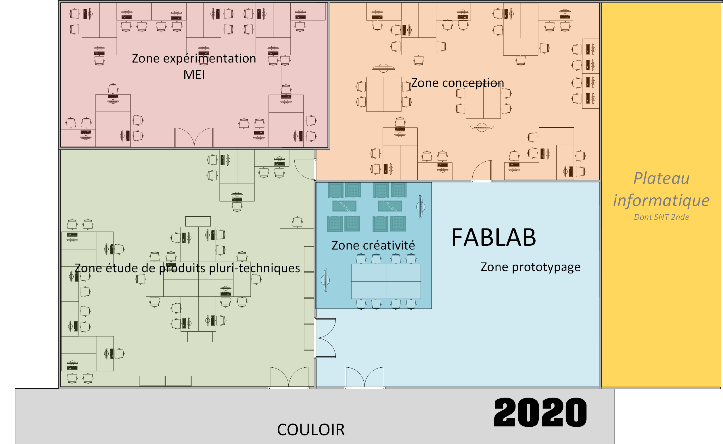 Zone expérimentation
MEI
Zone conception
Plateau
informatique
Dont SNT 2nde
Zone créativité
FABLAB
Zone prototypage
Zone étude de produits pluri-techniques
COULOIR
2020